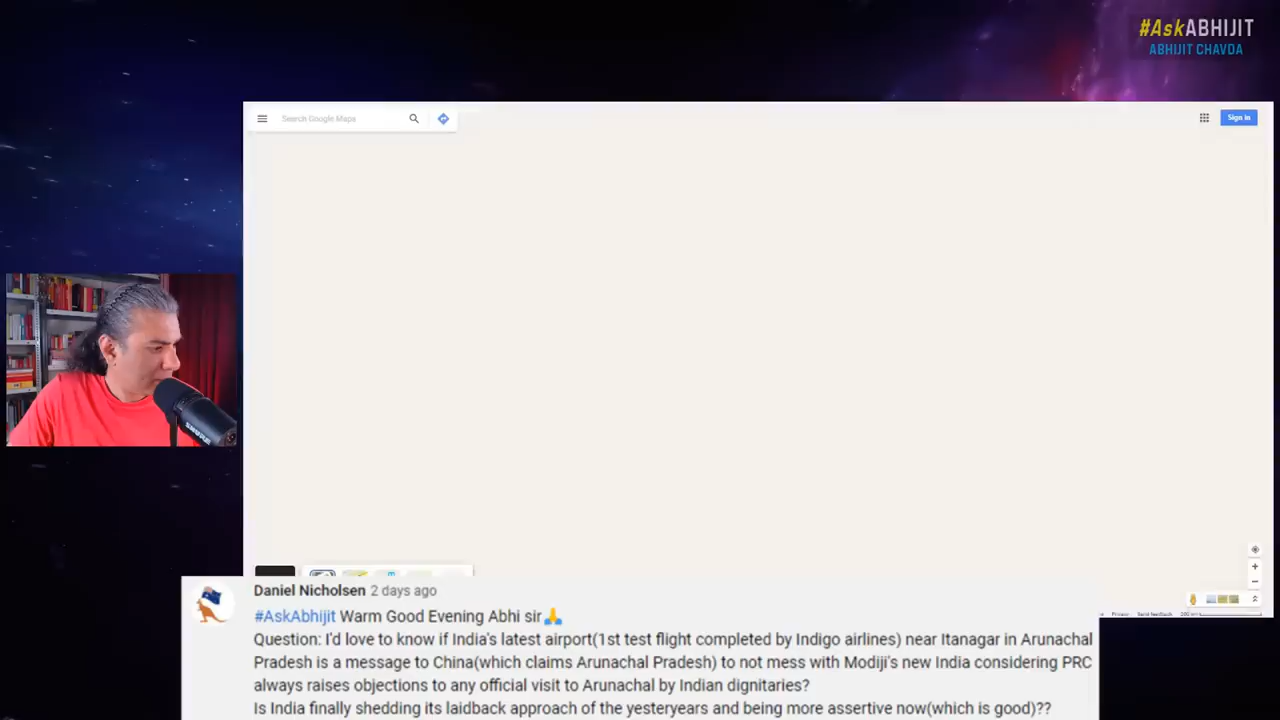 #AskABHIJIT
ABHIJIT CHAVDA
Search Google Maps
Sign in
Privacy Send feedback
Daniel Nicholsen 2 days ago
#AskAbhijit Warm Good Evening Abhi sir🙏
Question: I'd love to know if India's latest airport(1st test flight completed by Indigo airlines) near Itanagar in Arunachal
Pradesh is a message to China(which claims Arunachal Pradesh) to not mess with Modiji's new India considering PRC
always raises objections to any official visit to Arunachal by Indian dignitaries?
Is India finally shedding its laidback approach of the yesteryears and being more assertive now(which is good)??